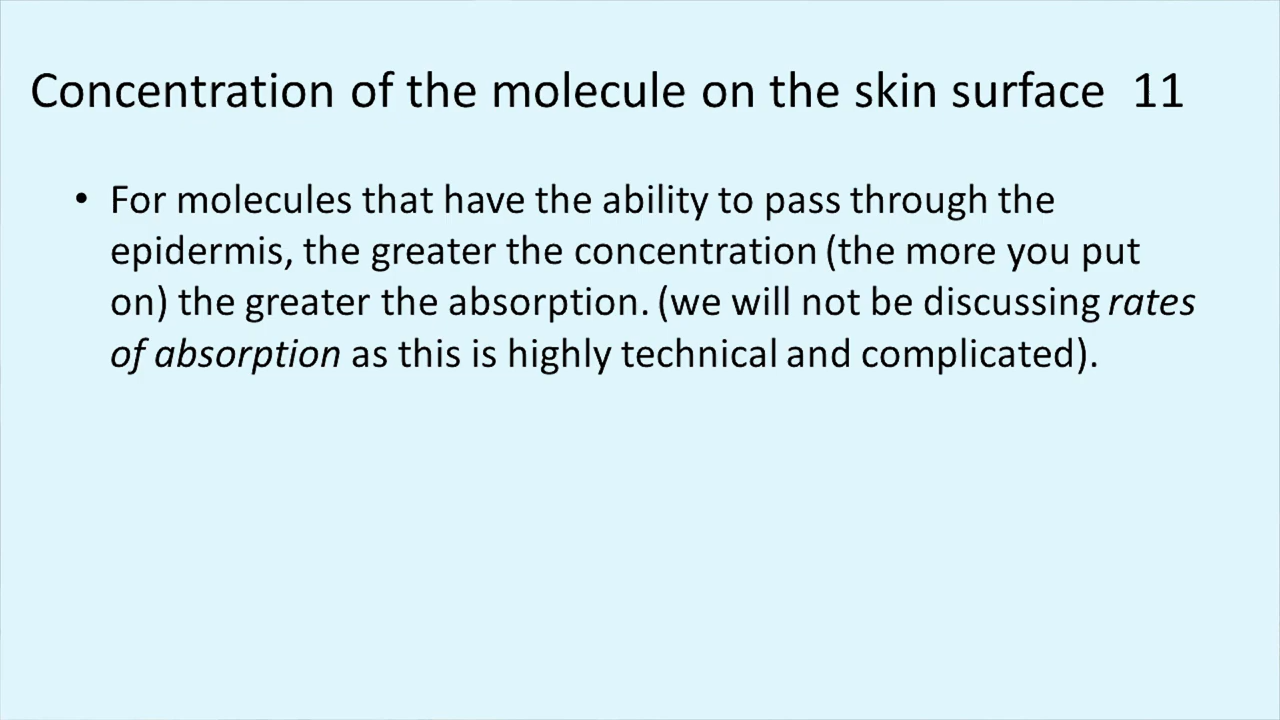 Concentration of the molecule on the skin surface 11
• For molecules that have the ability to pass through the
epidermis, the greater the concentration (the more you put
on) the greater the absorption. (we will not be discussing rates
of absorption as this is highly technical and complicated).